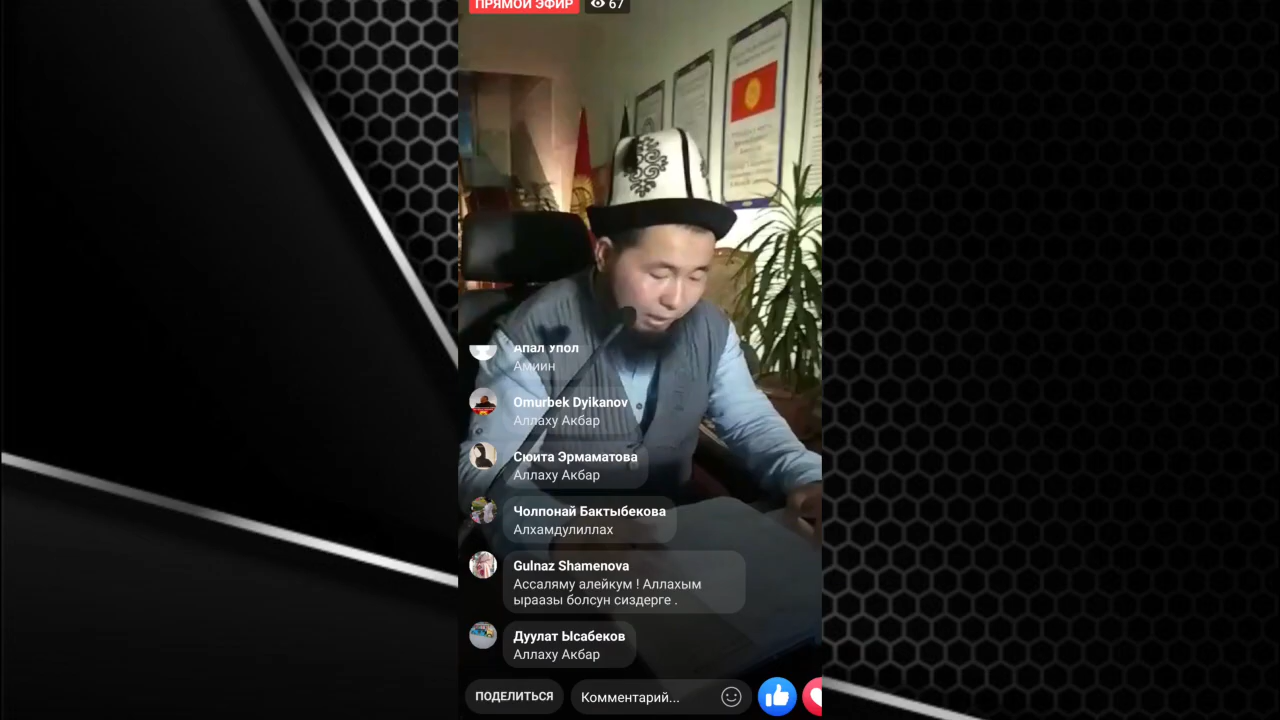 ПРЯМОЙ ЭФИР 67
Апал Упол
Амиин
Omurbek Dyikanov
Аллаху Акбар
Сюита Эрмаматова
Аллаху Акбар
Чолпонай Бактыбекова
Алхамдулиллах
Gulnaz Shamenova
Ассаляму алейкум ! Аллахым
ыраазы болсун сиздерге .
Дуулат Ысабеков
Аллаху Акбар
ПОДЕЛИТЬСЯ Комментарий...